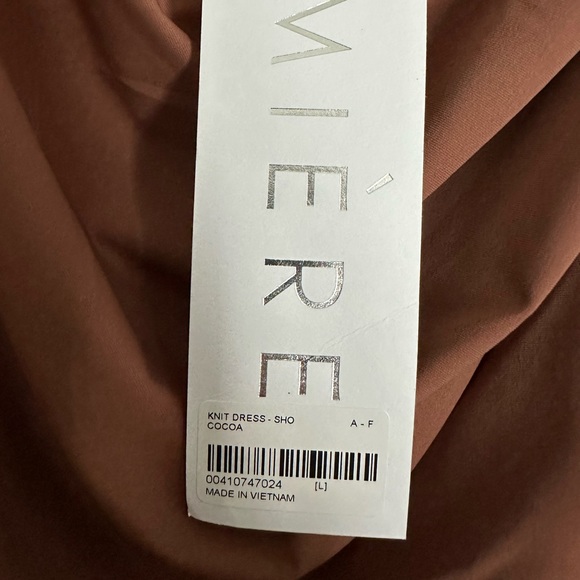 MIÈRE
KNIT DRESS - SHO A - F
COCOA
00410747024 [L]
MADE IN VIETNAM